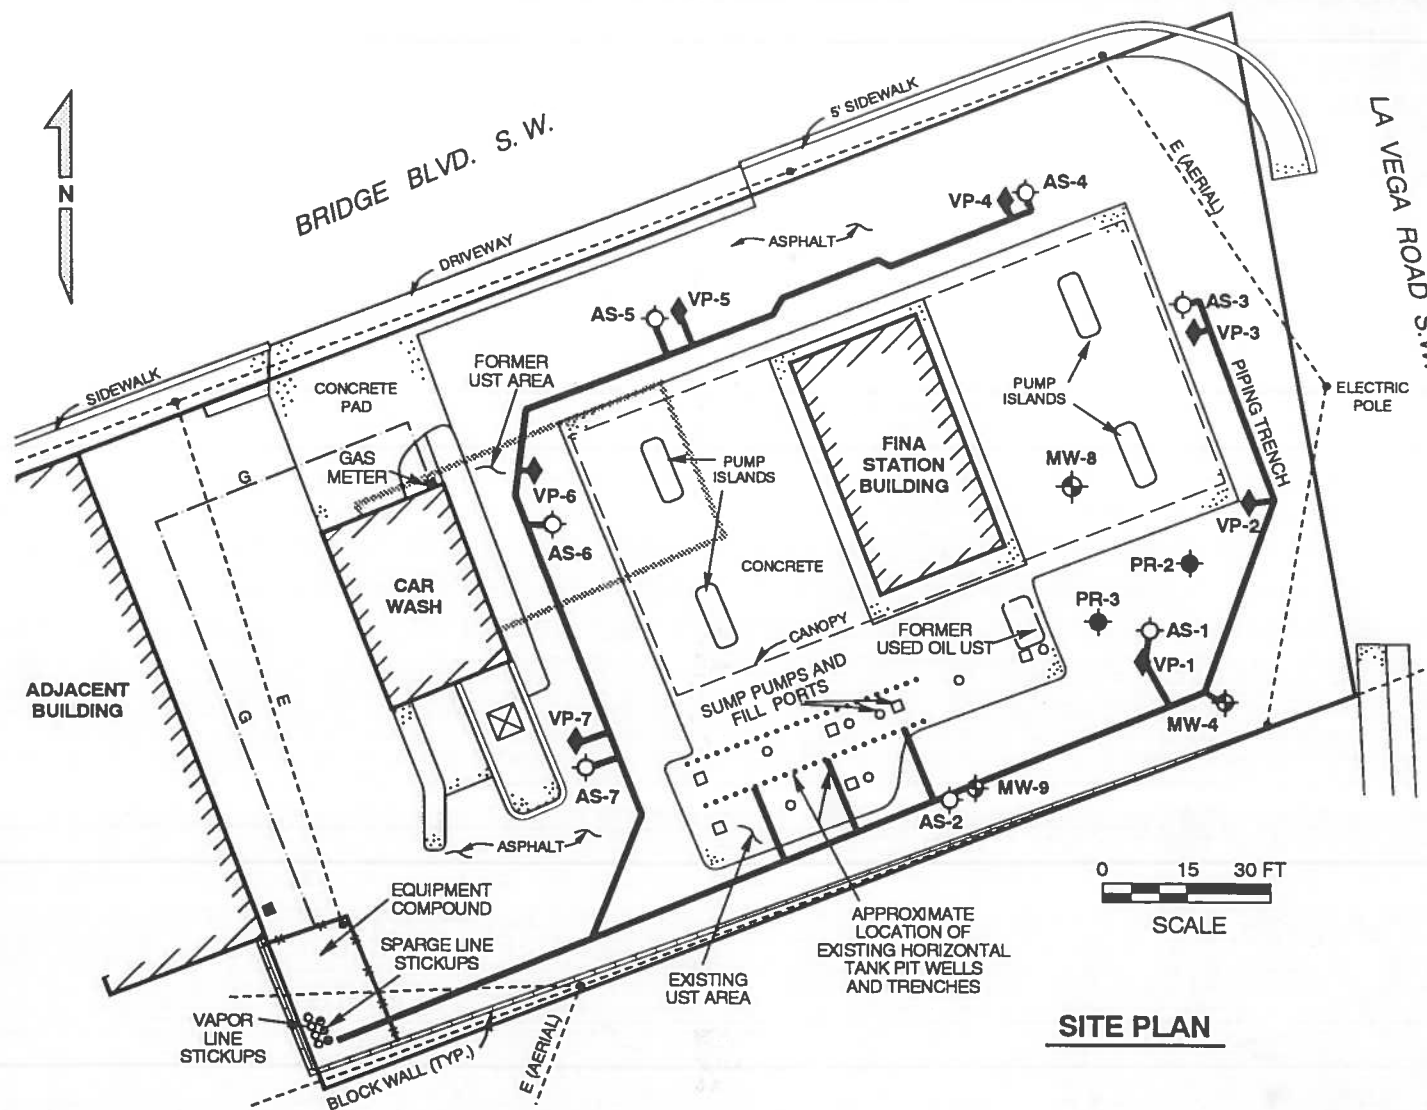 LA VEGA ROAD S.W.
BRIDGE BLVD. S. W.
5' SIDEWALK
E (AERIAL)
N
DRIVEWAY
ASPHALT
VP-4
AS-4
AS-5
VP-5
AS-3
VP-3
SIDEWALK
FORMER
UST AREA
CONCRETE
PAD
PIPING TRENCH
PUMP
ISLANDS
ELECTRIC
POLE
G
GAS
METER
FINA
STATION
BUILDING
MW-8
PUMP
ISLANDS
VP-6
AS-6
VP-2
CAR
WASH
CONCRETE
PR-2
PR-3
AS-1
VP-1
CANOPY
FORMER
USED OIL UST
ADJACENT
BUILDING
E
G
SUMP PUMPS AND
FILL PORTS
VP-7
AS-7
MW-4
MW-9
AS-2
ASPHALT
0 15 30 FT
SCALE
EQUIPMENT
COMPOUND
SPARGE LINE
STICKUPS
APPROXIMATE
LOCATION OF
EXISTING HORIZONTAL
TANK PIT WELLS
AND TRENCHES
EXISTING
UST AREA
VAPOR
LINE
STICKUPS
BLOCK WALL (TYP.)
E (AERIAL)
SITE PLAN